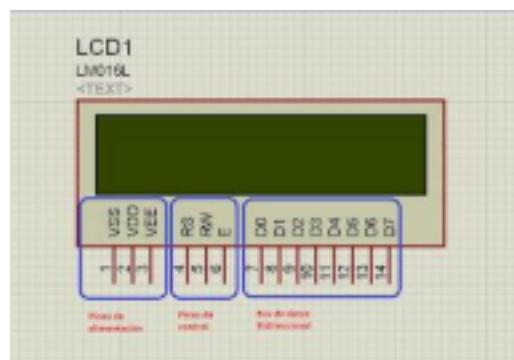 LCD1
LM016L
<TEXT>
VSS
VDD
VEE
RS
RW
E
D0
D1
D2
D3
D4
D5
D6
D7
1
2
3
4
5
6
7
8
9
10
11
12
13
14
Pines de
alimentación
Pines de
control
Bus de datos
Bidireccional